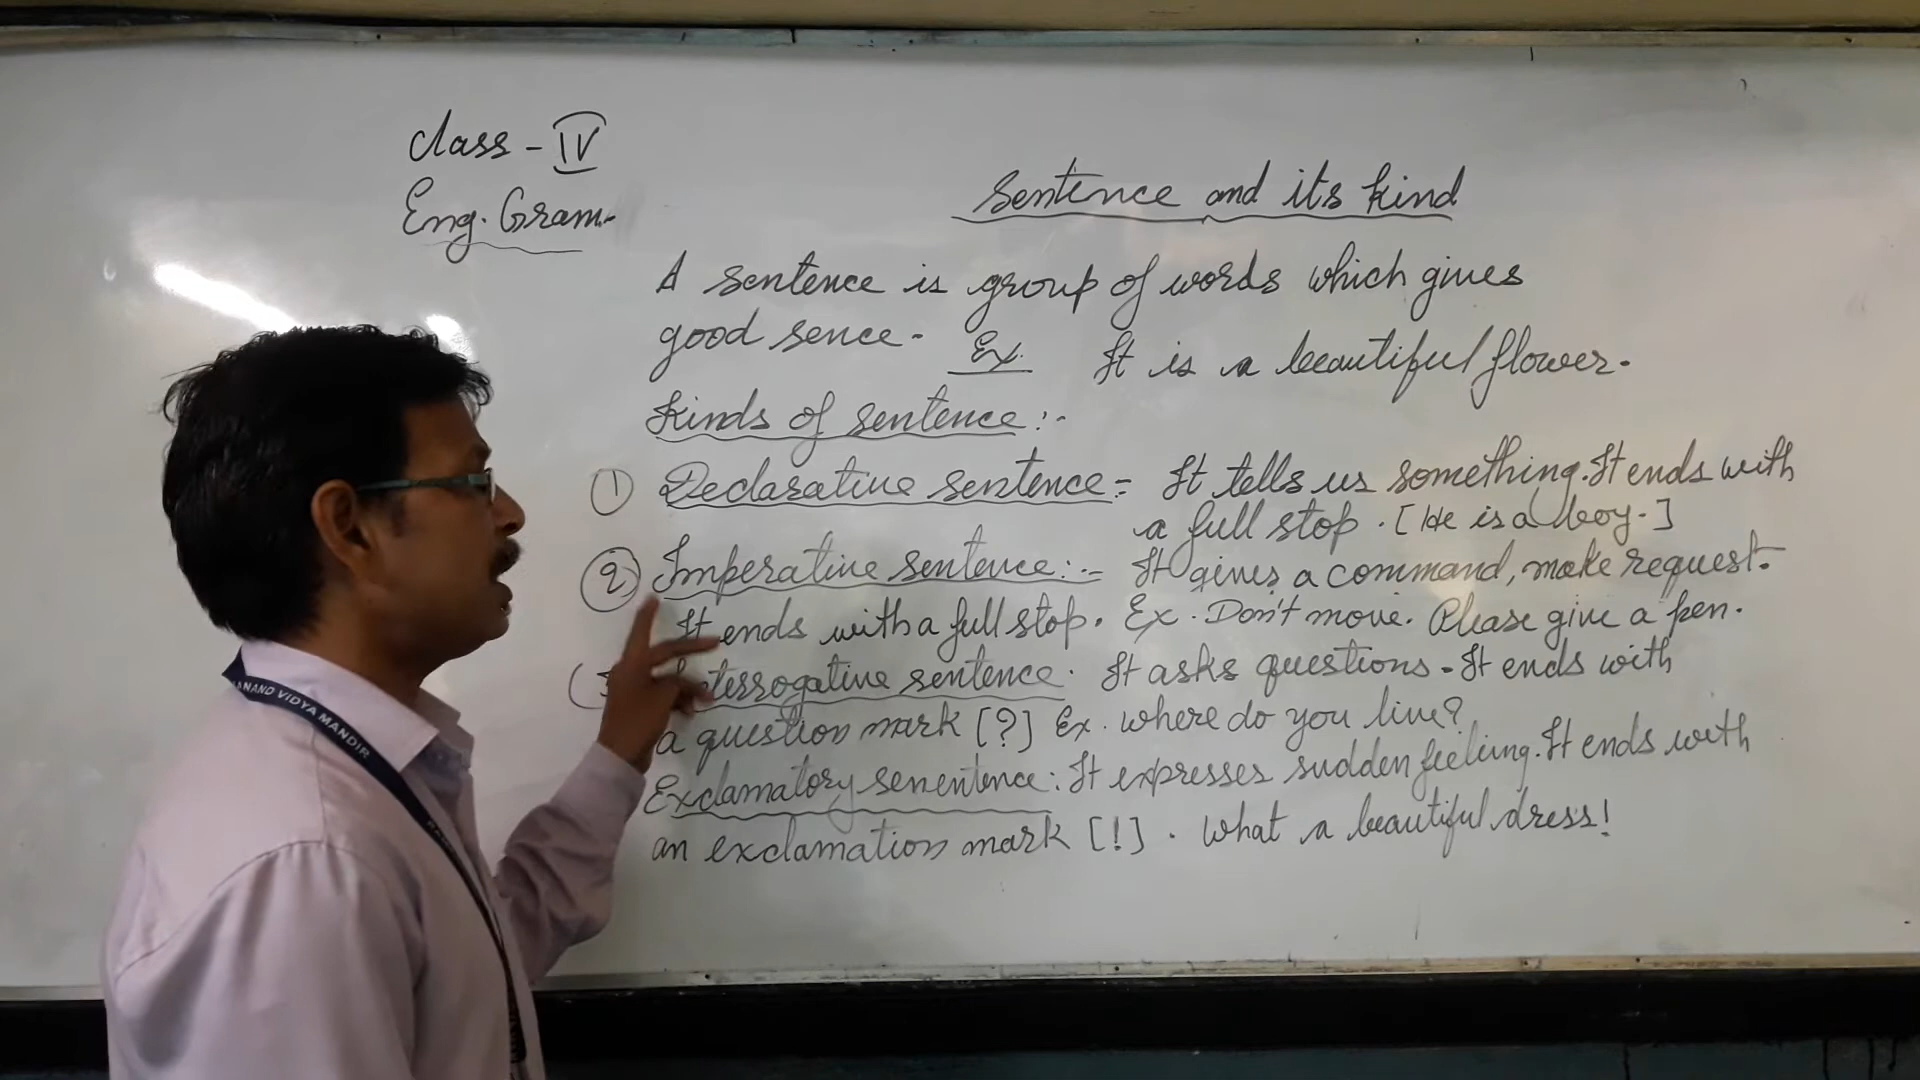 Class - IV
Eng. Gram.
Sentence and its kind
A sentence is group of words which gives
good sence. Ex. It is a beautiful flower.
Kinds of sentence :-
① Declarative sentence = It tells us something. It ends with
a full stop. [He is a boy.]
② Imperative sentence :- It gives a command, make request.
It ends with a full stop. Ex. Don't move. Please give a pen.
sentence. It asks questions. It ends with
a question mark [?] Ex. where do you live?
Exclamatory senentence : It expresses sudden feeling. It ends with
an exclamation mark [!]. What a beautiful dress!
ANAND VIDYA MANDIR